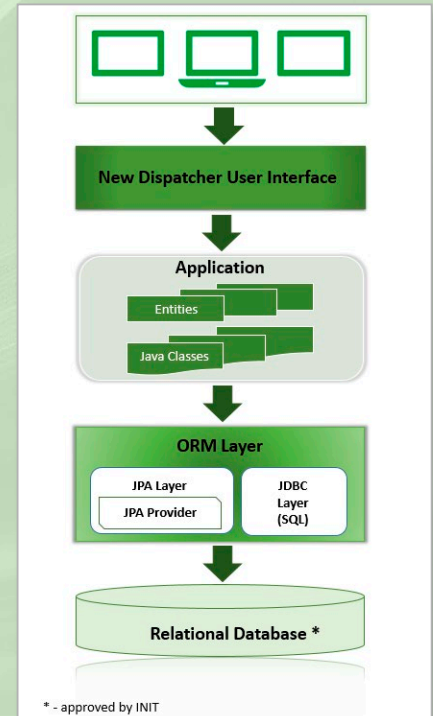 New Dispatcher User Interface
Application
Entities
Java Classes
ORM Layer
JPA Layer
JPA Provider
JDBC
Layer
(SQL)
Relational Database *
* - approved by INIT